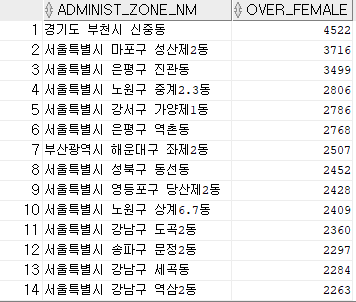 ADMINIST_ZONE_NM OVER_FEMALE
1 경기도 부천시 신중동 4522
2 서울특별시 마포구 성산제2동 3716
3 서울특별시 은평구 진관동 3499
4 서울특별시 노원구 중계2.3동 2806
5 서울특별시 강서구 가양제1동 2786
6 서울특별시 은평구 역촌동 2768
7 부산광역시 해운대구 좌제2동 2507
8 서울특별시 성북구 동선동 2452
9 서울특별시 영등포구 당산제2동 2428
10 서울특별시 노원구 상계6.7동 2409
11 서울특별시 강남구 도곡2동 2360
12 서울특별시 송파구 문정2동 2297
13 서울특별시 강남구 세곡동 2284
14 서울특별시 강남구 역삼2동 2263